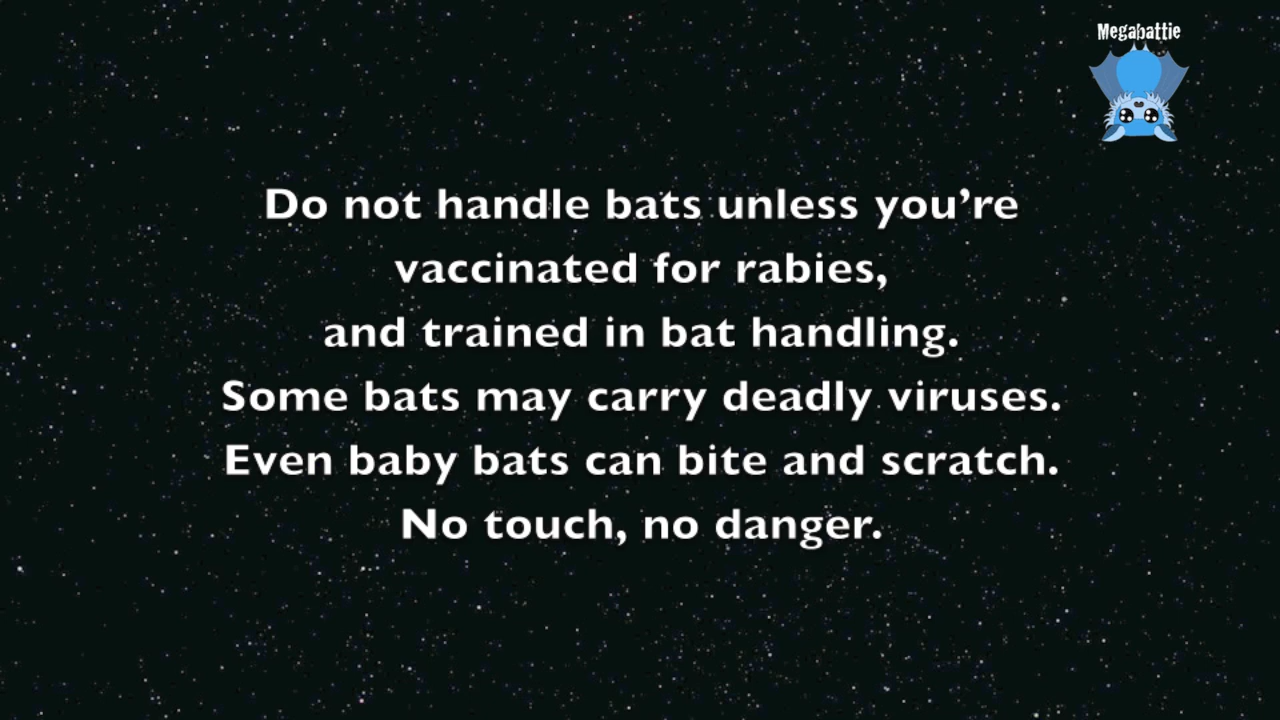 Megabattie
Do not handle bats unless you’re
vaccinated for rabies,
and trained in bat handling.
Some bats may carry deadly viruses.
Even baby bats can bite and scratch.
No touch, no danger.